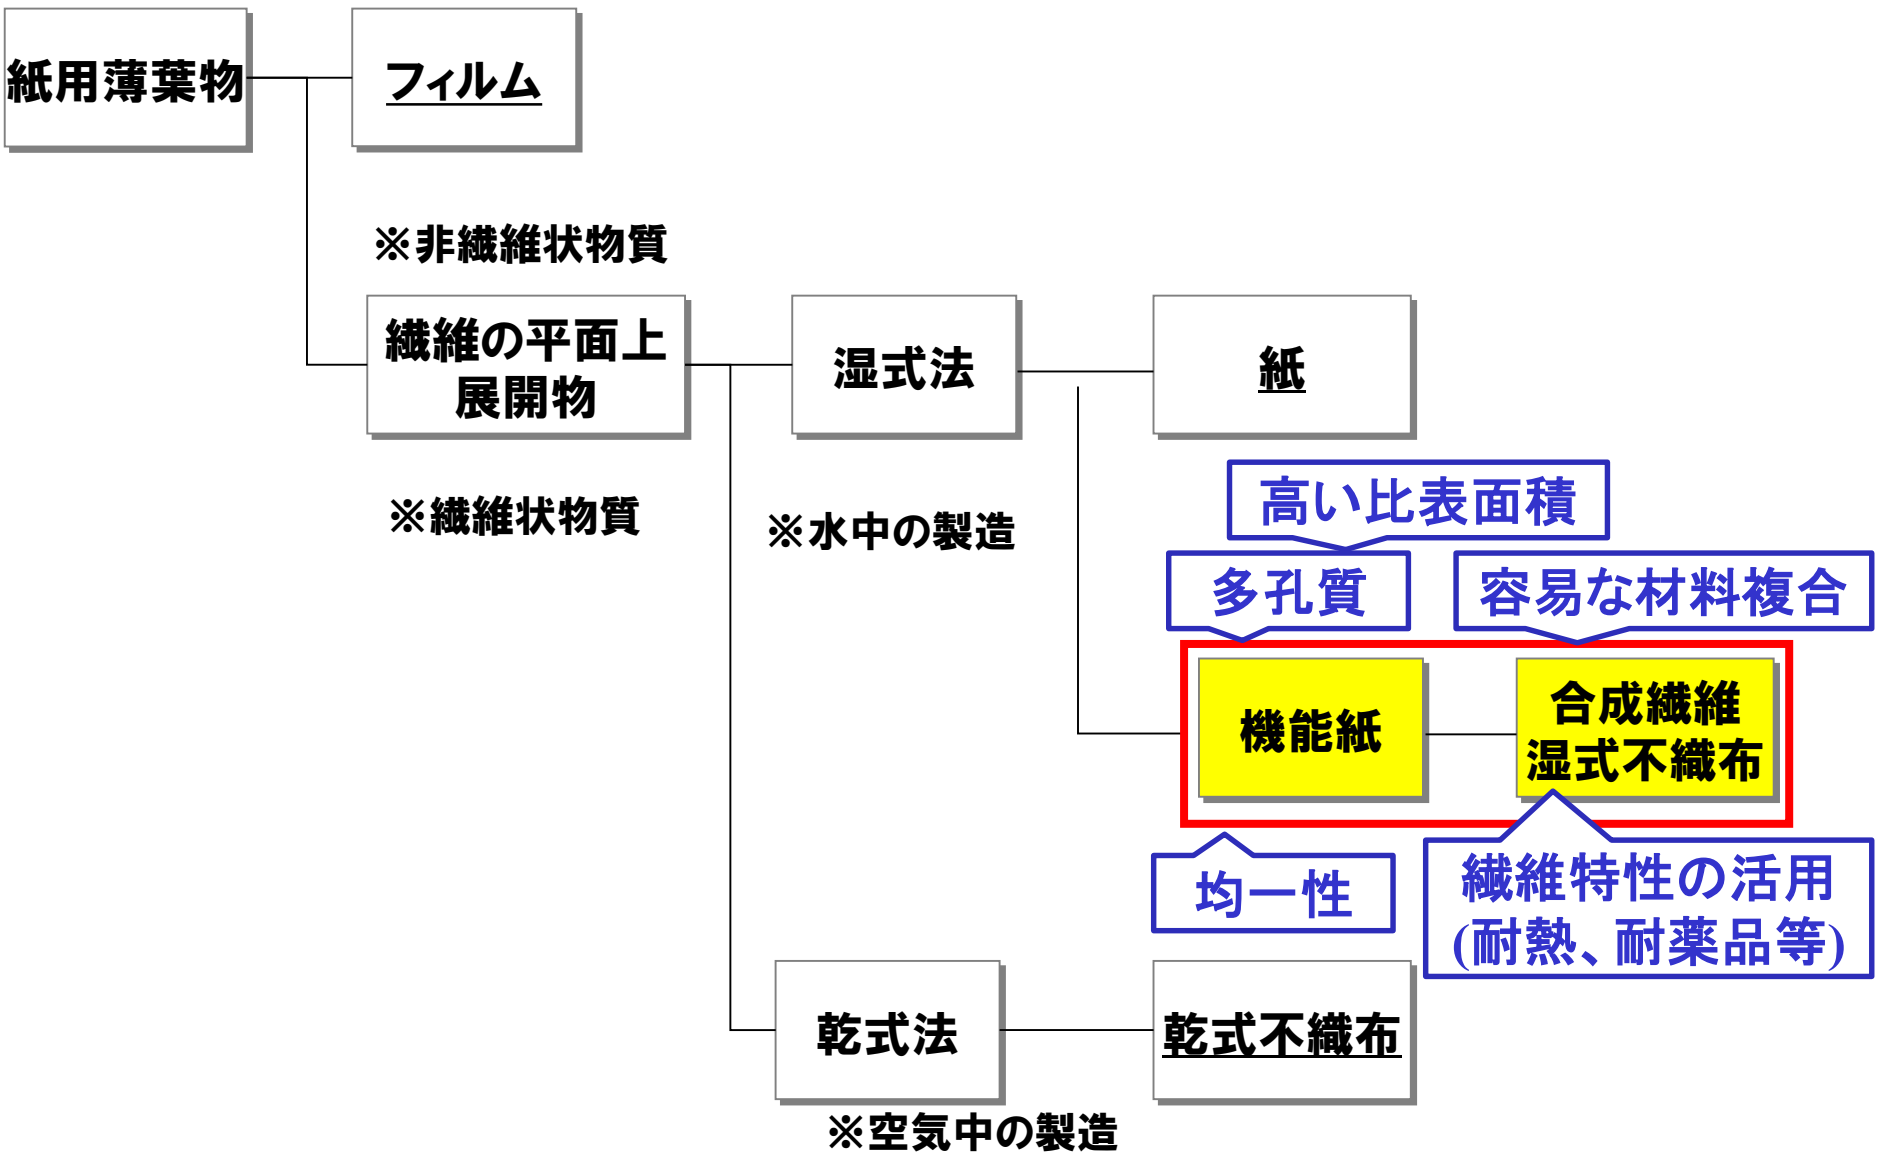 紙用薄葉物
フィルム
※非繊維状物質
繊維の平面上
展開物
湿式法
紙
高い比表面積
※繊維状物質
※水中の製造
多孔質
容易な材料複合
機能紙
合成繊維
湿式不織布
均一性
繊維特性の活用
(耐熱、耐薬品等)
乾式法
乾式不織布
※空気中の製造